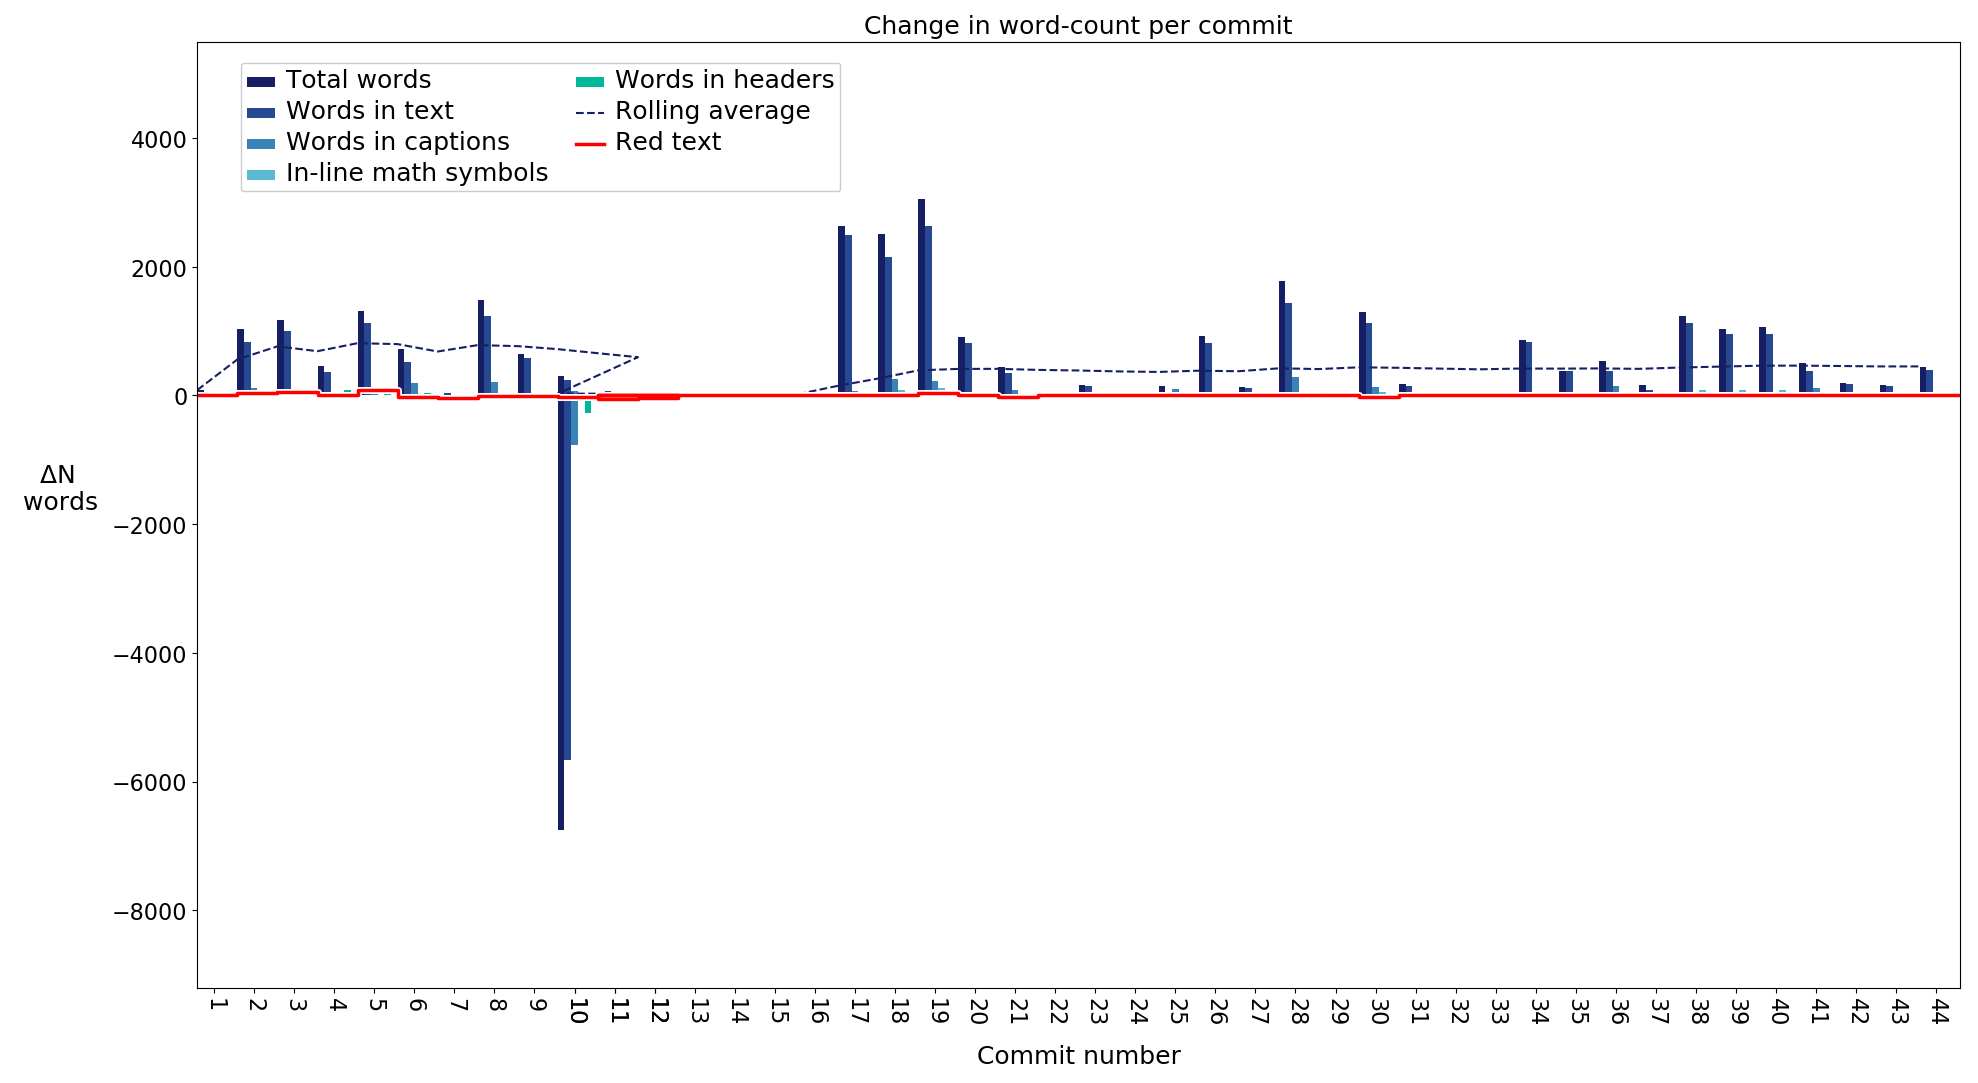 Change in word-count per commit
Total words
Words in text
Words in captions
In-line math symbols
Words in headers
Rolling average
Red text
4000
2000
0
−2000
−4000
−6000
−8000
ΔN
words
1 2 3 4 5 6 7 8 9 10 11 12 13 14 15 16 17 18 19 20 21 22 23 24 25 26 27 28 29 30 31 32 33 34 35 36 37 38 39 40 41 42 43 44
Commit number